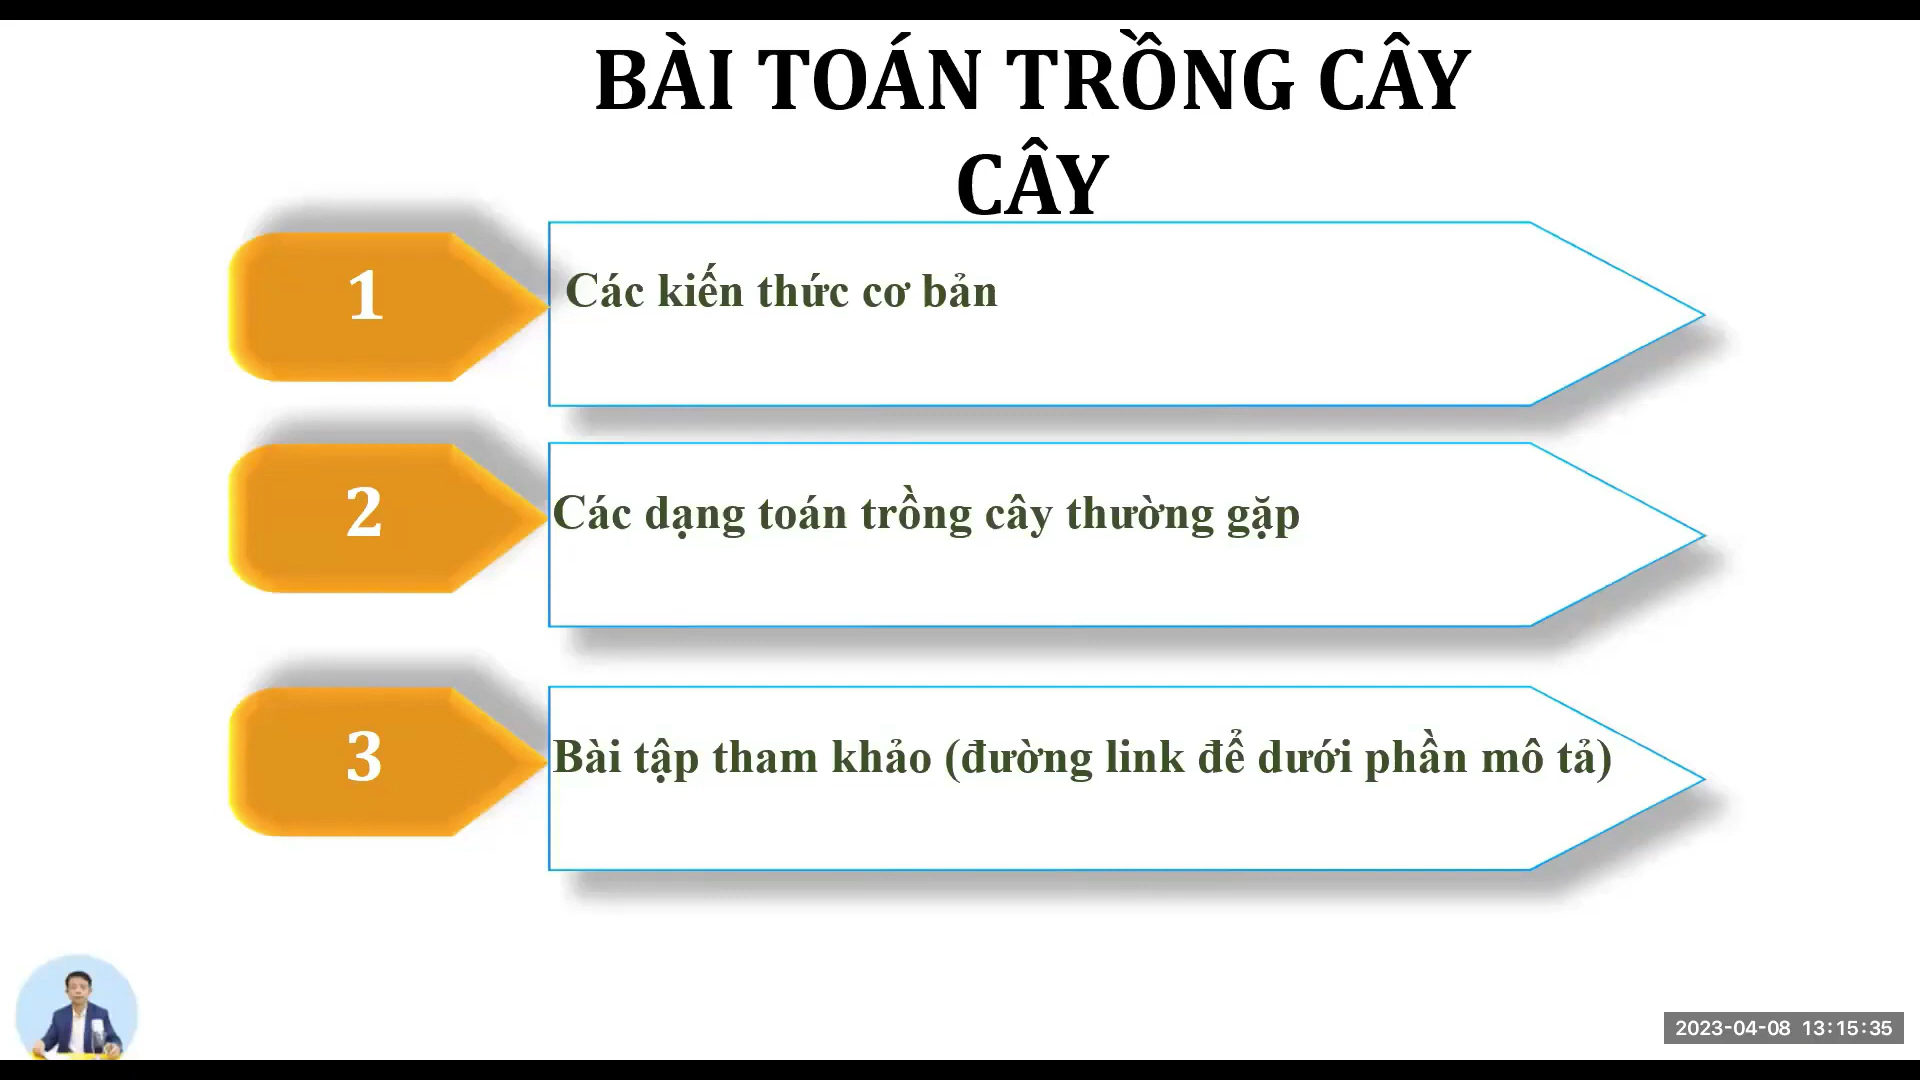 BÀI TOÁN TRỒNG CÂY
CÂY
1
Các kiến thức cơ bản
2
Các dạng toán trồng cây thường gặp
3
Bài tập tham khảo (đường link để dưới phần mô tả)
2023-04-08 13:15:35